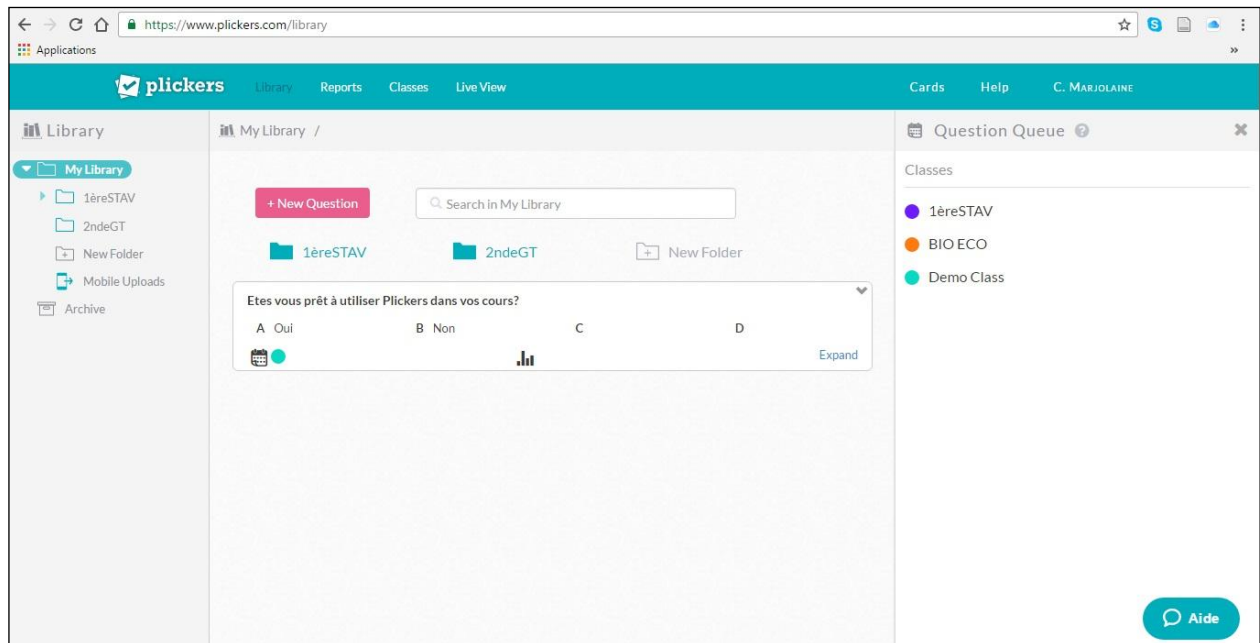 https://www.plickers.com/library
Applications
»
plickers Library Reports Classes Live View Cards Help C. MARJOLAINE
Library
My Library
1èreSTAV
2ndeGT
New Folder
Mobile Uploads
Archive
My Library /
+ New Question
Search in My Library
1èreSTAV 2ndeGT New Folder
Etes vous prêt à utiliser Plickers dans vos cours?
A Oui B Non C D
Expand
Question Queue ?
Classes
1èreSTAV
BIO ECO
Demo Class
Aide